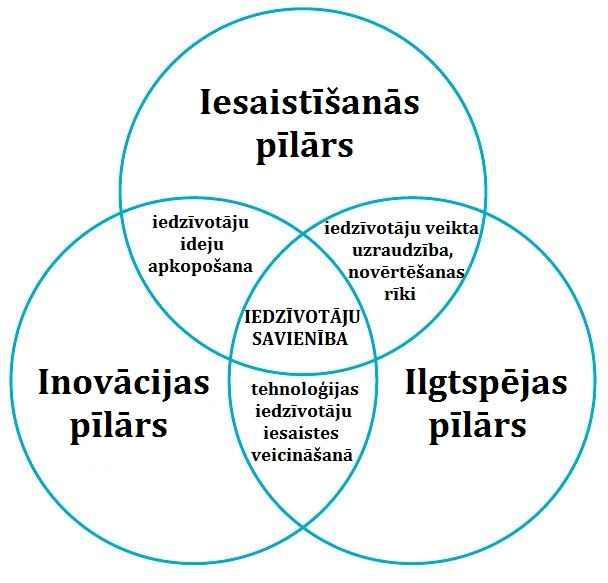 Iesaistīšanās
pīlārs
iedzīvotāju
ideju
apkopošana
iedzīvotāju veikta
uzraudzība,
novērtēšanas
rīki
IEDZĪVOTĀJU
SAVIENĪBA
Inovācijas
pīlārs
tehnoloģijas
iedzīvotāju
iesaistes
veicināšanā
Ilgtspējas
pīlārs